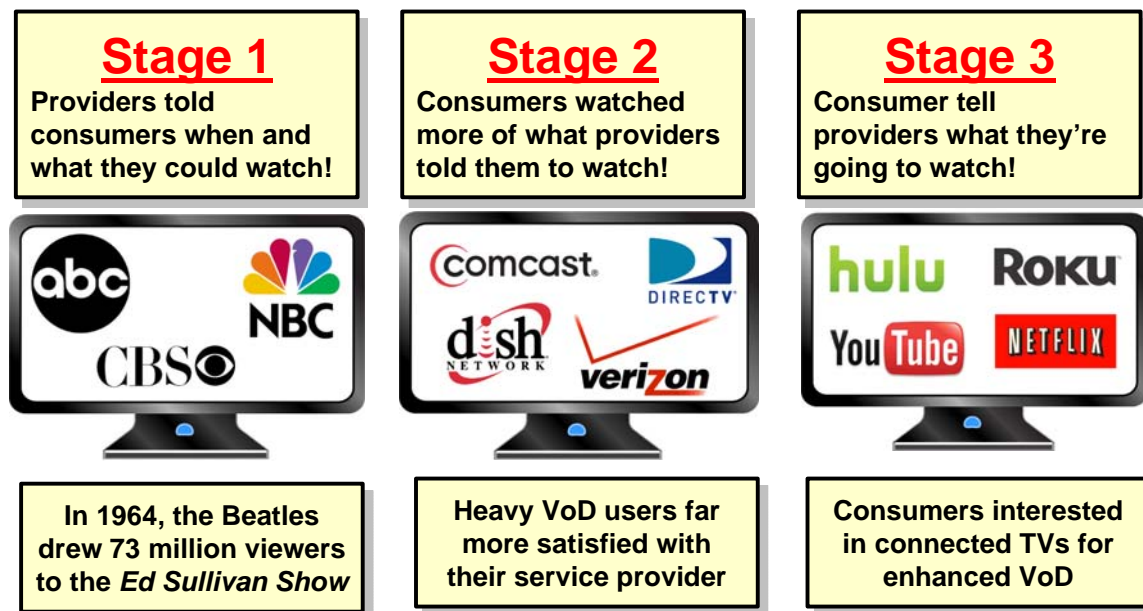 Stage 1
Providers told
consumers when and
what they could watch!
abc
NBC
CBS
In 1964, the Beatles
drew 73 million viewers
to the Ed Sullivan Show
Stage 2
Consumers watched
more of what providers
told them to watch!
comcast.
DIRECTV
dish
NETWORK
verizon
Heavy VoD users far
more satisfied with
their service provider
Stage 3
Consumer tell
providers what they're
going to watch!
hulu
ROKU
YouTube
NETFLIX
Consumers interested
in connected TVs for
enhanced VoD